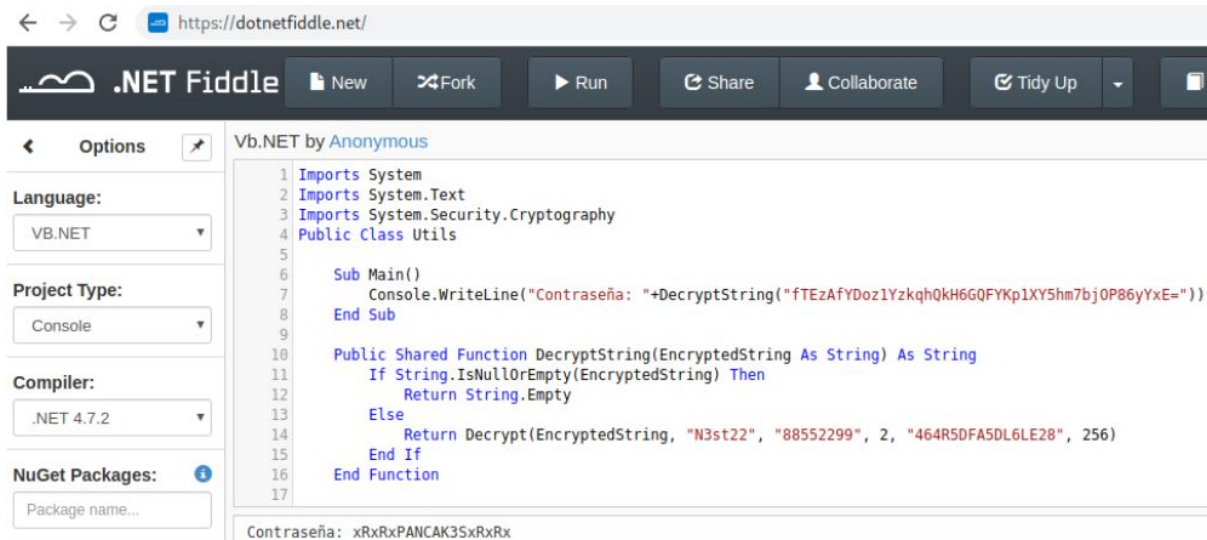 https://dotnetfiddle.net/
.NET Fiddle New Fork Run Share Collaborate Tidy Up
Options Vb.NET by Anonymous
Language:
VB.NET
Project Type:
Console
Compiler:
.NET 4.7.2
NuGet Packages:
Package name...
1 Imports System
2 Imports System.Text
3 Imports System.Security.Cryptography
4 Public Class Utils
5
6 Sub Main()
7 Console.WriteLine("Contraseña: "+DecryptString("fTEzAfYDoz1YzkqhQkH6GQFYKp1XY5hm7bjOP86yYxE="))
8 End Sub
9
10 Public Shared Function DecryptString(EncryptedString As String) As String
11 If String.IsNullOrEmpty(EncryptedString) Then
12 Return String.Empty
13 Else
14 Return Decrypt(EncryptedString, "N3st22", "88552299", 2, "464R5DFA5DL6LE28", 256)
15 End If
16 End Function
17
Contraseña: xRxRxPANCAK3SxRxRx